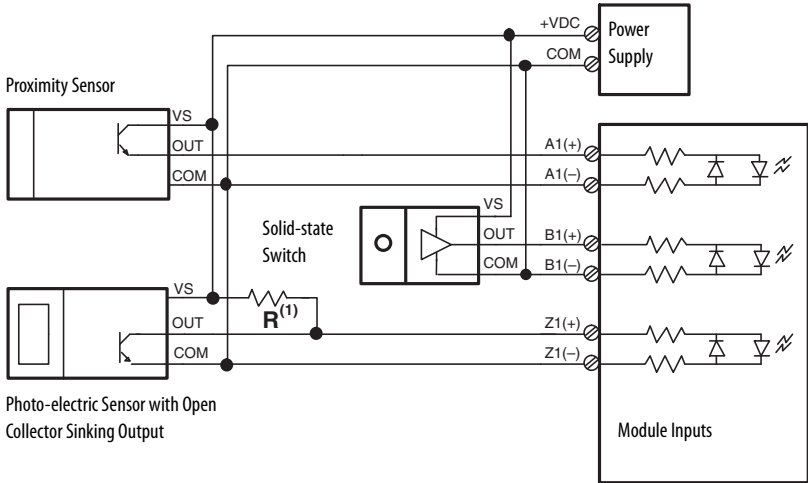 +VDC
COM
Power
Supply
Proximity Sensor
VS
OUT
COM
A1(+)
A1(–)
Solid-state
Switch
VS
OUT
COM
B1(+)
B1(–)
VS
R(1)
OUT
COM
Z1(+)
Z1(–)
Photo-electric Sensor with Open
Collector Sinking Output
Module Inputs